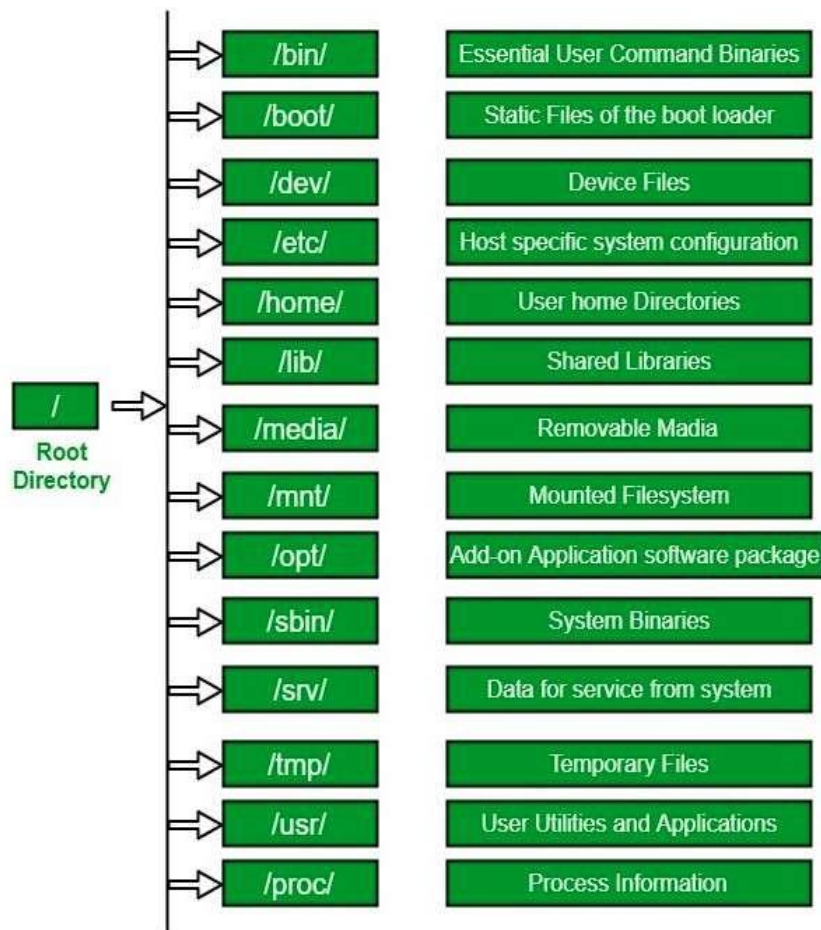 /bin/ Essential User Command Binaries
/boot/ Static Files of the boot loader
/dev/ Device Files
/etc/ Host specific system configuration
/home/ User home Directories
/lib/ Shared Libraries
/
Root
Directory
/media/ Removable Madia
/mnt/ Mounted Filesystem
/opt/ Add-on Application software package
/sbin/ System Binaries
/srv/ Data for service from system
/tmp/ Temporary Files
/usr/ User Utilities and Applications
/proc/ Process Information